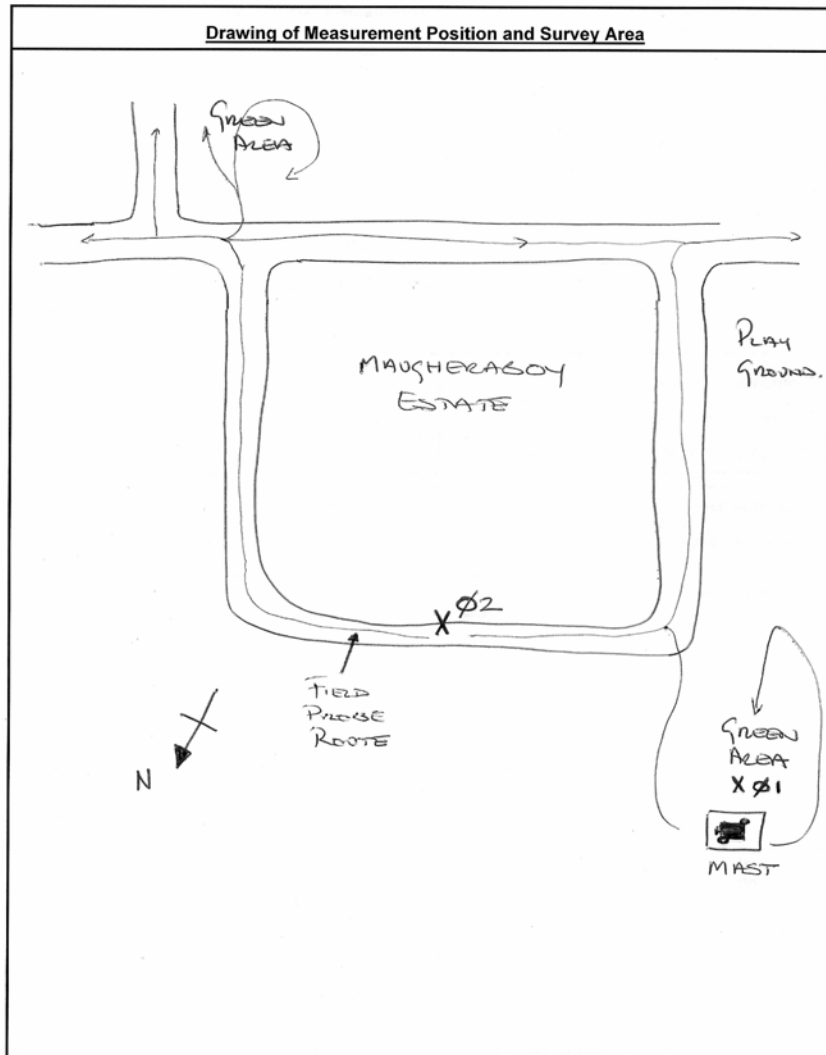 Drawing of Measurement Position and Survey Area
GREEN
AREA
PLAY
GROUND.
MAUGHERABOY
ESTATE
X Ø2
FIELD
PROBE
ROUTE
N
GREEN
AREA
X Ø1
MAST